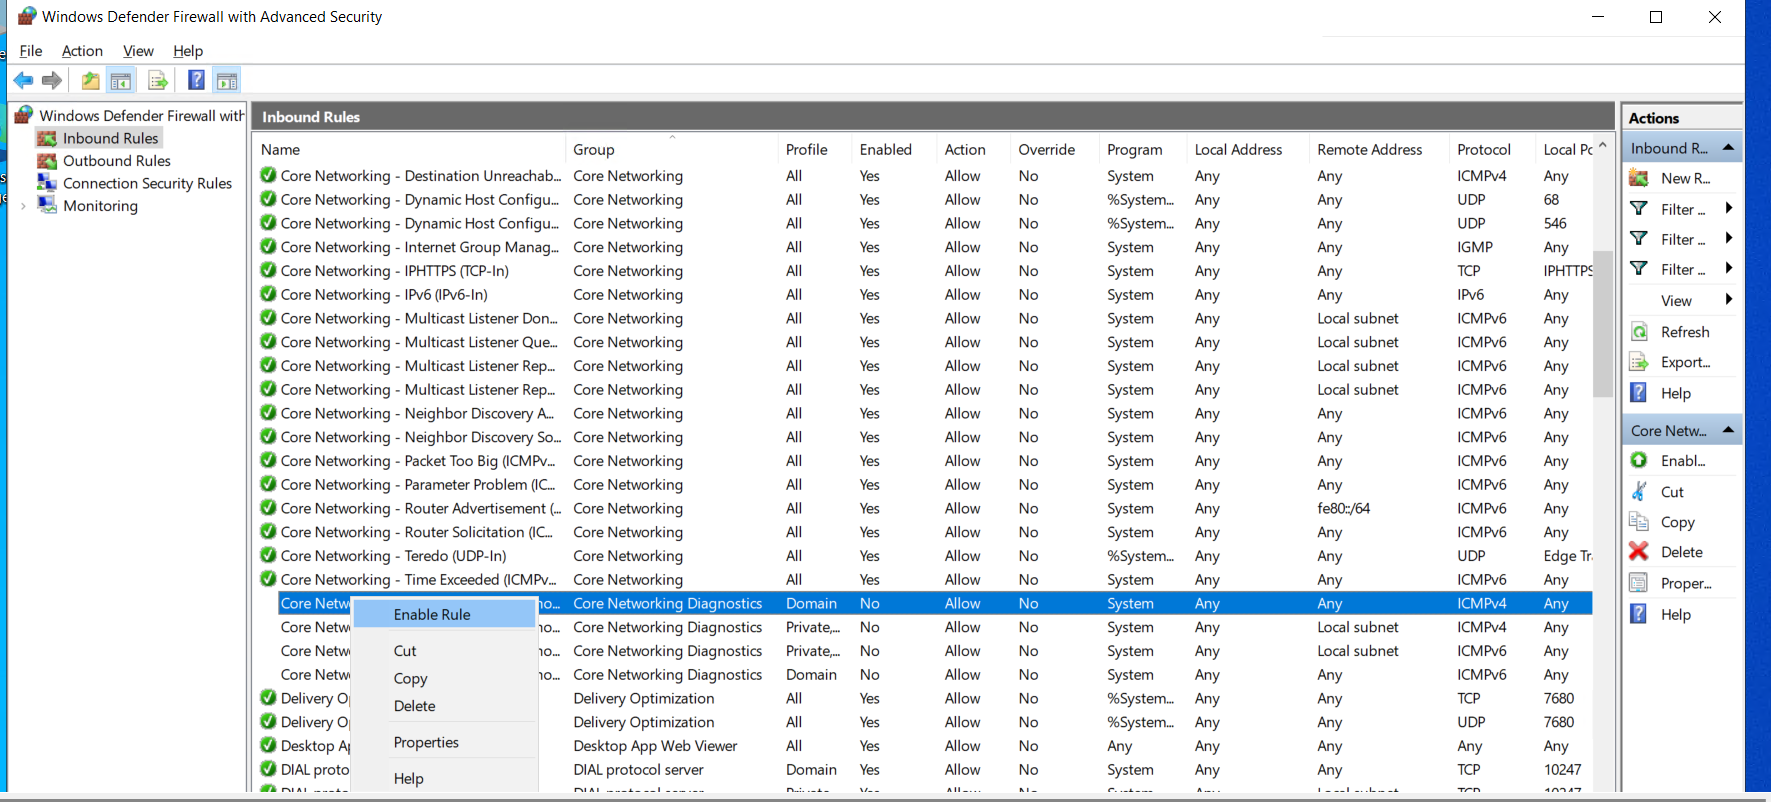 Windows Defender Firewall with Advanced Security
File Action View Help
Windows Defender Firewall with
Inbound Rules
Outbound Rules
Connection Security Rules
Monitoring
Inbound Rules
Name Group Profile Enabled Action Override Program Local Address Remote Address Protocol Local Po
Core Networking - Destination Unreachab... Core Networking All Yes Allow No System Any Any ICMPv4 Any
Core Networking - Dynamic Host Configu... Core Networking All Yes Allow No %System... Any Any UDP 68
Core Networking - Dynamic Host Configu... Core Networking All Yes Allow No %System... Any Any UDP 546
Core Networking - Internet Group Manag... Core Networking All Yes Allow No System Any Any IGMP Any
Core Networking - IPHTTPS (TCP-In) Core Networking All Yes Allow No System Any Any TCP IPHTTPS
Core Networking - IPv6 (IPv6-In) Core Networking All Yes Allow No System Any Any IPv6 Any
Core Networking - Multicast Listener Don... Core Networking All Yes Allow No System Any Local subnet ICMPv6 Any
Core Networking - Multicast Listener Que... Core Networking All Yes Allow No System Any Local subnet ICMPv6 Any
Core Networking - Multicast Listener Rep... Core Networking All Yes Allow No System Any Local subnet ICMPv6 Any
Core Networking - Multicast Listener Rep... Core Networking All Yes Allow No System Any Local subnet ICMPv6 Any
Core Networking - Neighbor Discovery A... Core Networking All Yes Allow No System Any Any ICMPv6 Any
Core Networking - Neighbor Discovery So... Core Networking All Yes Allow No System Any Any ICMPv6 Any
Core Networking - Packet Too Big (ICMPv... Core Networking All Yes Allow No System Any Any ICMPv6 Any
Core Networking - Parameter Problem (IC... Core Networking All Yes Allow No System Any Any ICMPv6 Any
Core Networking - Router Advertisement (... Core Networking All Yes Allow No System Any fe80::/64 ICMPv6 Any
Core Networking - Router Solicitation (IC... Core Networking All Yes Allow No System Any Any ICMPv6 Any
Core Networking - Teredo (UDP-In) Core Networking All Yes Allow No %System... Any Any UDP Edge Tr
Core Networking - Time Exceeded (ICMPv... Core Networking All Yes Allow No System Any Any ICMPv6 Any
Core Netw o... Core Networking Diagnostics Domain No Allow No System Any Any ICMPv4 Any
Core Netw no... Core Networking Diagnostics Private,... No Allow No System Any Local subnet ICMPv4 Any
Core Netw no... Core Networking Diagnostics Private,... No Allow No System Any Local subnet ICMPv6 Any
Core Netw no... Core Networking Diagnostics Domain No Allow No System Any Any ICMPv6 Any
Delivery Op Delivery Optimization All Yes Allow No %System... Any Any TCP 7680
Delivery Op Delivery Optimization All Yes Allow No %System... Any Any UDP 7680
Desktop Ap Desktop App Web Viewer All Yes Allow No Any Any Any Any Any
DIAL proto DIAL protocol server Domain Yes Allow No System Any Any TCP 10247
Enable Rule
Cut
Copy
Delete
Properties
Help
Actions
Inbound R...
New R...
Filter ...
Filter ...
Filter ...
View
Refresh
Export...
Help
Core Netw...
Enabl...
Cut
Copy
Delete
Proper...
Help